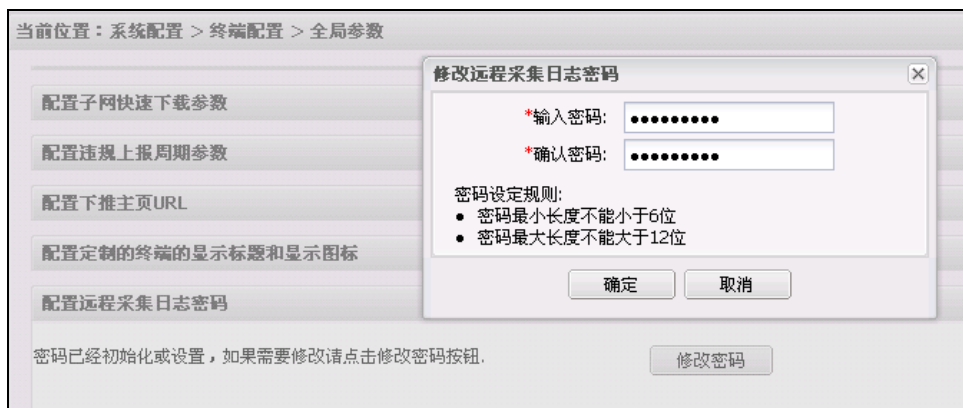 当前位置：系统配置 > 终端配置 > 全局参数
修改远程采集日志密码
*输入密码: ●●●●●●●●●
*确认密码: ●●●●●●●●●
密码设定规则:
● 密码最小长度不能小于6位
● 密码最大长度不能大于12位
确定 取消
配置子网快速下载参数
配置违规上报周期参数
配置下推主页URL
配置定制的终端的显示标题和显示图标
配置远程采集日志密码
密码已经初始化或设置，如果需要修改请点击修改密码按钮.
修改密码